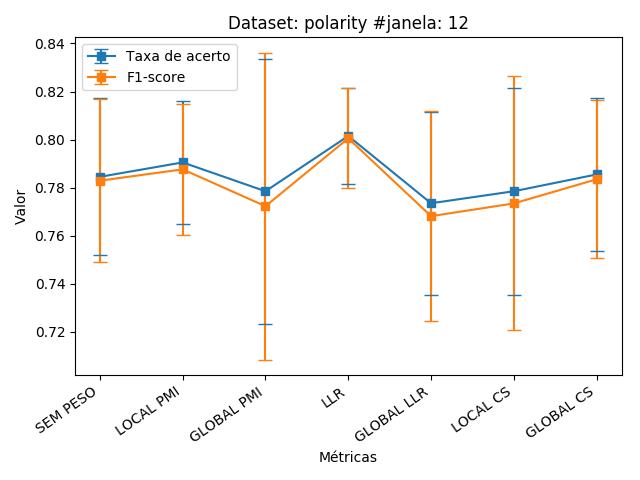 Dataset: polarity #janela: 12
Taxa de acerto
F1-score
0.84
0.82
0.80
0.78
0.76
0.74
0.72
Valor
SEM PESO
LOCAL PMI
GLOBAL PMI
LLR
GLOBAL LLR
LOCAL CS
GLOBAL CS
Métricas